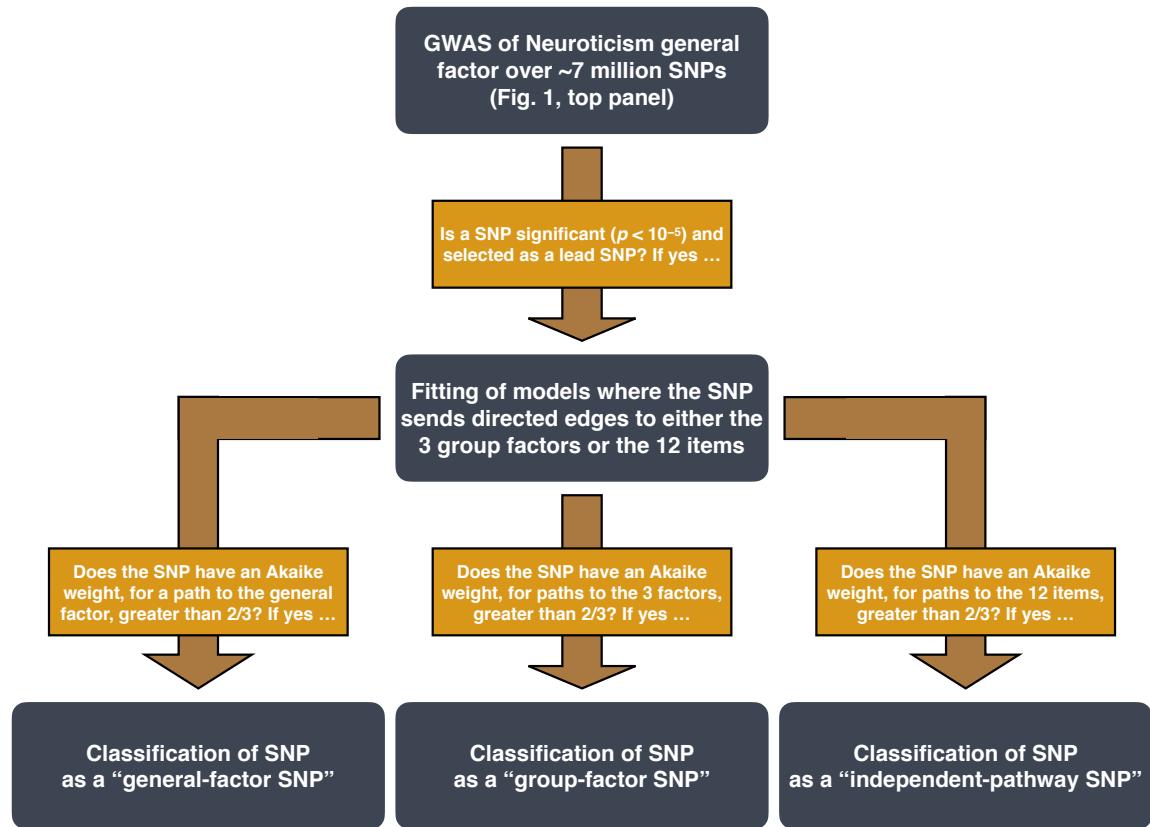 GWAS of Neuroticism general
factor over ~7 million SNPs
(Fig. 1, top panel)
Is a SNP significant (p < 10⁻⁵) and
selected as a lead SNP? If yes …
Fitting of models where the SNP
sends directed edges to either the
3 group factors or the 12 items
Does the SNP have an Akaike
weight, for a path to the general
factor, greater than 2/3? If yes …
Does the SNP have an Akaike
weight, for paths to the 3 factors,
greater than 2/3? If yes …
Does the SNP have an Akaike
weight, for paths to the 12 items,
greater than 2/3? If yes …
Classification of SNP
as a “general-factor SNP”
Classification of SNP
as a “group-factor SNP”
Classification of SNP
as a “independent-pathway SNP”